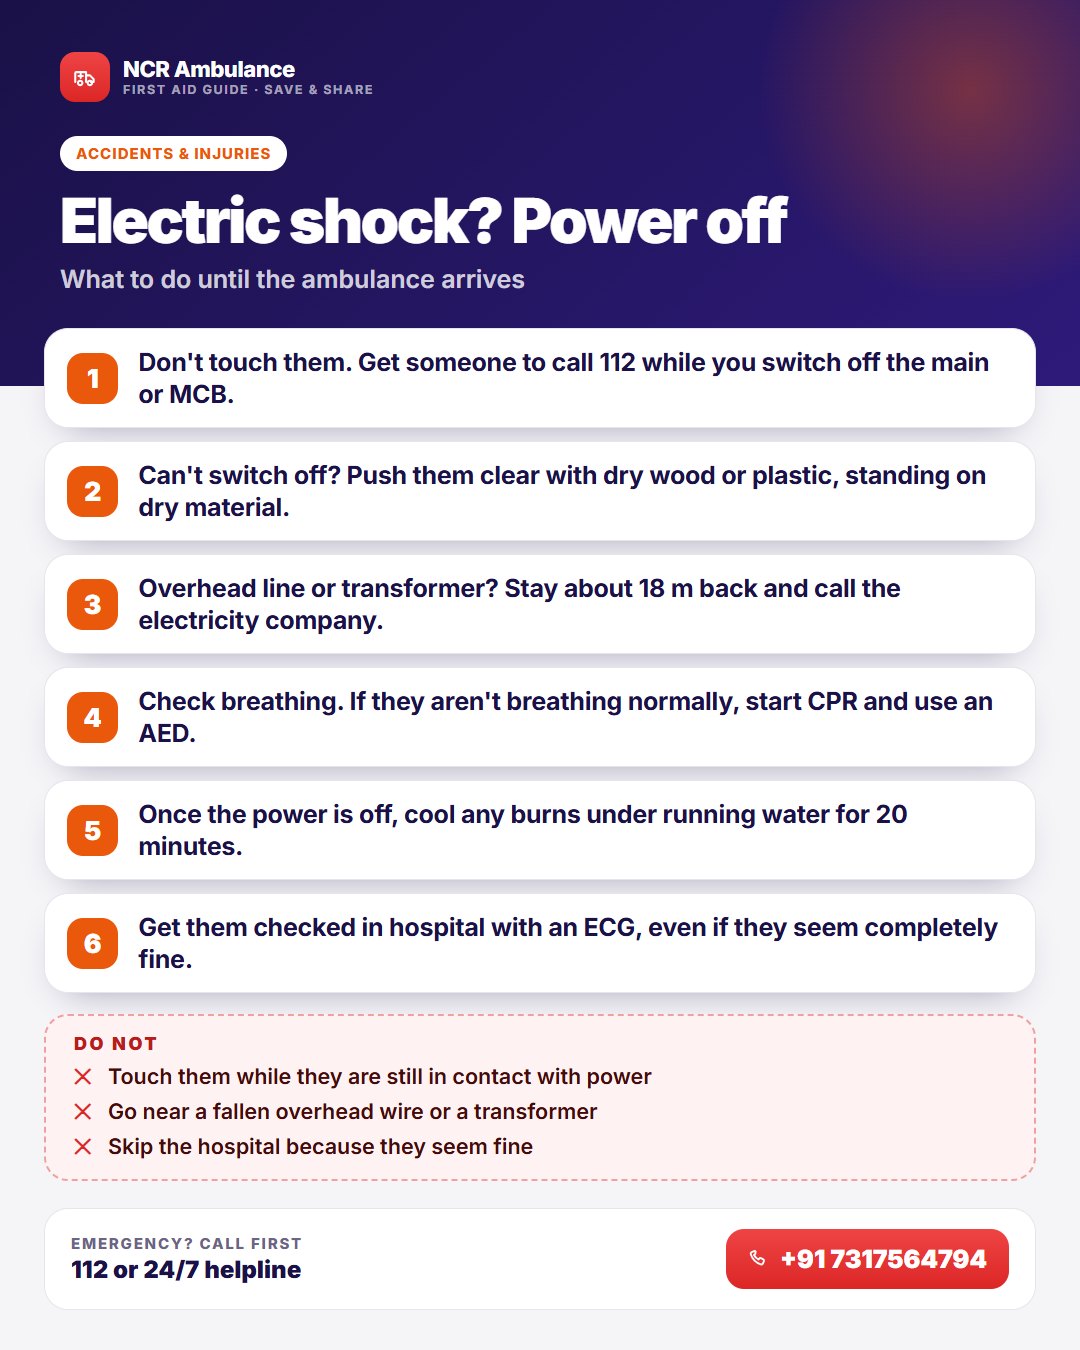 NCR Ambulance
FIRST AID GUIDE · SAVE & SHARE
ACCIDENTS & INJURIES
Electric shock? Power off
What to do until the ambulance arrives
1
Don't touch them. Get someone to call 112 while you switch off the main
or MCB.
2
Can't switch off? Push them clear with dry wood or plastic, standing on
dry material.
3
Overhead line or transformer? Stay about 18 m back and call the
electricity company.
4
Check breathing. If they aren't breathing normally, start CPR and use an
AED.
5
Once the power is off, cool any burns under running water for 20
minutes.
6
Get them checked in hospital with an ECG, even if they seem completely
fine.
DO NOT
Touch them while they are still in contact with power
Go near a fallen overhead wire or a transformer
Skip the hospital because they seem fine
EMERGENCY? CALL FIRST
112 or 24/7 helpline
+91 7317564794